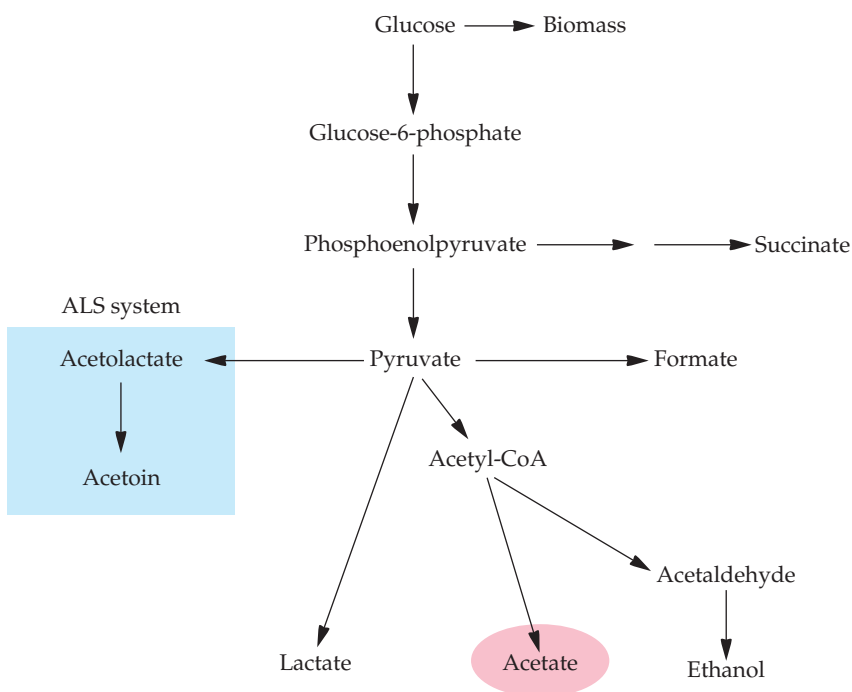 Glucose
Biomass
Glucose-6-phosphate
Phosphoenolpyruvate
Succinate
ALS system
Acetolactate
Pyruvate
Formate
Acetyl-CoA
Acetoin
Acetaldehyde
Lactate
Acetate
Ethanol